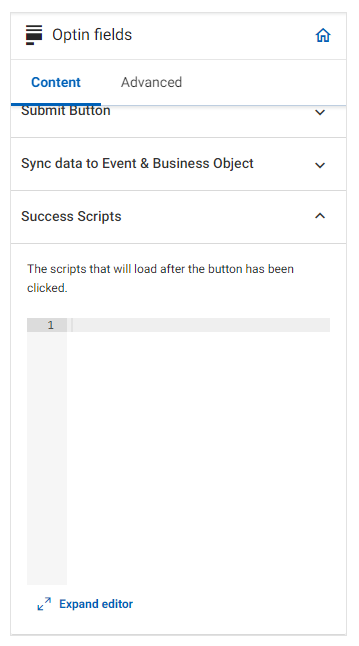 Optin fields
Content Advanced
Submit Button
Sync data to Event & Business Object
Success Scripts
The scripts that will load after the button has been
clicked.
1
Expand editor